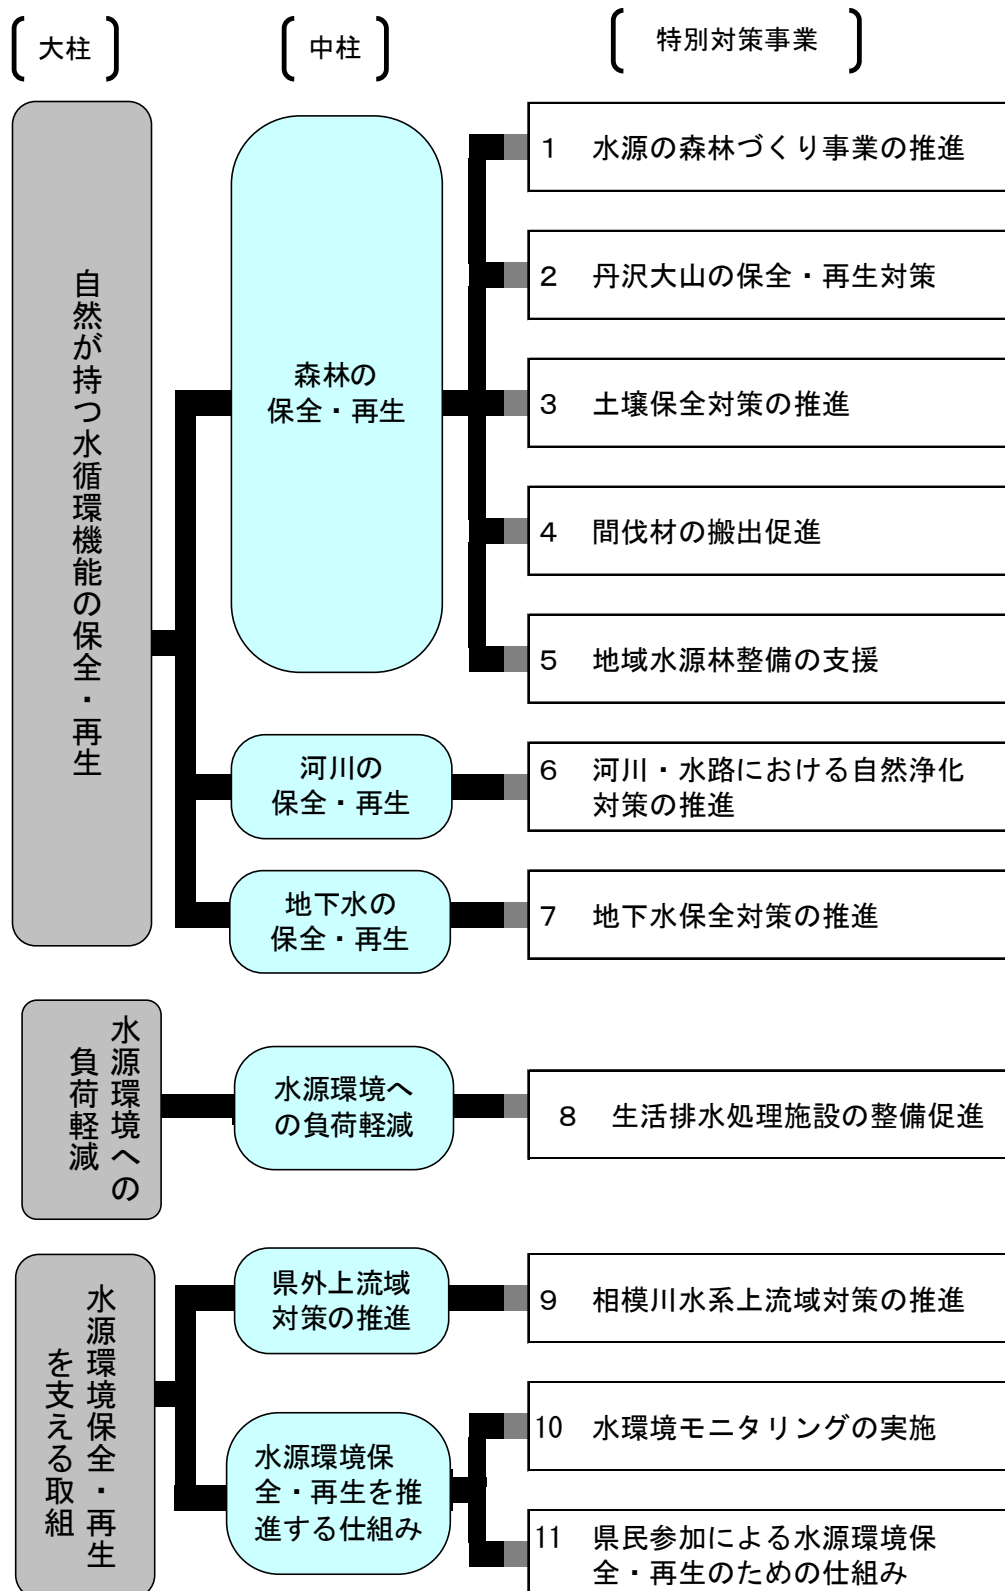 大柱
中柱
特別対策事業
自然が持つ水循環機能の保全・再生
森林の
保全・再生
1 水源の森林づくり事業の推進
2 丹沢大山の保全・再生対策
3 土壌保全対策の推進
4 間伐材の搬出促進
5 地域水源林整備の支援
河川の
保全・再生
6 河川・水路における自然浄化
対策の推進
地下水の
保全・再生
7 地下水保全対策の推進
水源環境への
負荷軽減
水源環境へ
の負荷軽減
8 生活排水処理施設の整備促進
水源環境保全・再生
を支える取組
県外上流域
対策の推進
9 相模川水系上流域対策の推進
水源環境保
全・再生を推
進する仕組み
10 水環境モニタリングの実施
11 県民参加による水源環境保
全・再生のための仕組み